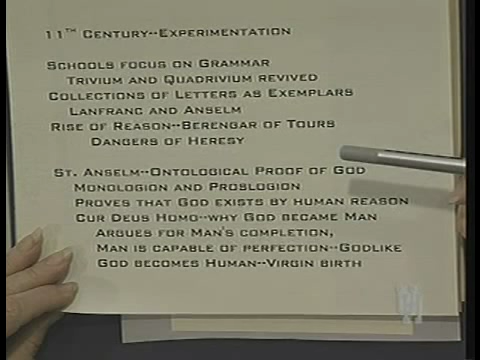 11TH CENTURY--EXPERIMENTATION
SCHOOLS FOCUS ON GRAMMAR
TRIVIUM AND QUADRIVIUM REVIVED
COLLECTIONS OF LETTERS AS EXEMPLARS
LANFRANC AND ANSELM
RISE OF REASON--BERENGAR OF TOURS
DANGERS OF HERESY
ST. ANSELM--ONTOLOGICAL PROOF OF GOD
MONOLOGION AND PROSLOGION
PROVES THAT GOD EXISTS BY HUMAN REASON
CUR DEUS HOMO--WHY GOD BECAME MAN
ARGUES FOR MAN'S COMPLETION,
MAN IS CAPABLE OF PERFECTION--GODLIKE
GOD BECOMES HUMAN--VIRGIN BIRTH